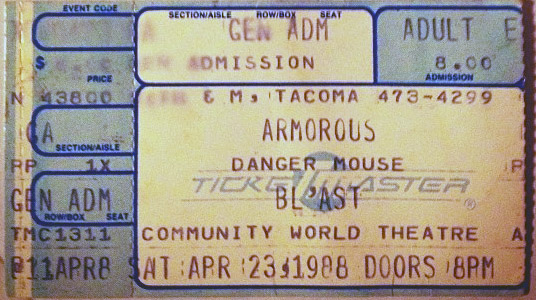 EVENT CODE SECTION/AISLE ROW/BOX SEAT
A GEN ADM ADULT E
$ ADMISSION 8.00
PRICE ADMISSION
N 43800 & M, TACOMA 473-4299
CA ARMOROUS
SECTION/AISLE
RP 1X DANGER MOUSE
TICKETMASTER ®
GEN ADM BL'AST
ROW/BOX SEAT
TMC1311 COMMUNITY WORLD THEATRE A
11APR8 SAT APR 23,1988 DOORS 8PM